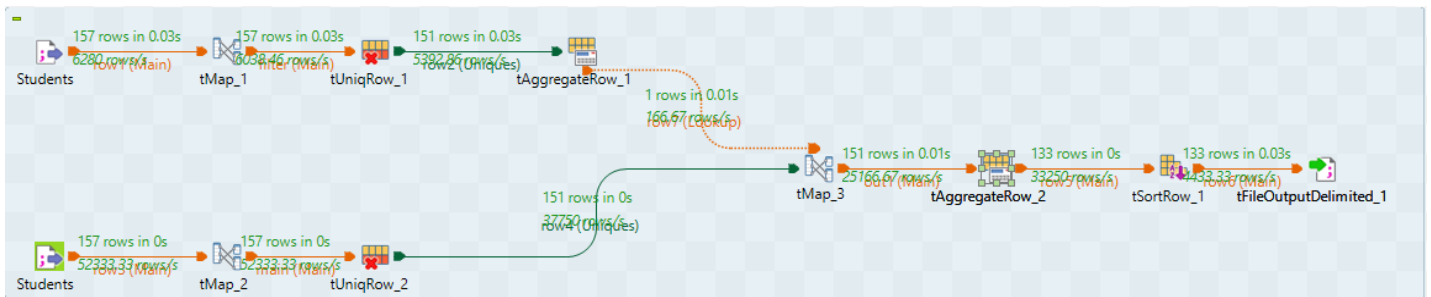 157 rows in 0.03s
6280 rows/s
row1 (Main)
157 rows in 0.03s
6038.46 rows/s
filter (Main)
151 rows in 0.03s
5392.86 rows/s
row2 (Uniques)
Students
tMap_1
tUniqRow_1
tAggregateRow_1
1 rows in 0.01s
166.67 rows/s
row7 (Lookup)
151 rows in 0.01s
25166.67 rows/s
out1 (Main)
133 rows in 0s
33250 rows/s
row5 (Main)
133 rows in 0.03s
4433.33 rows/s
row6 (Main)
tMap_3
tAggregateRow_2
tSortRow_1
tFileOutputDelimited_1
151 rows in 0s
37750 rows/s
row4 (Uniques)
157 rows in 0s
52333.33 rows/s
row3 (Main)
157 rows in 0s
52333.33 rows/s
main (Main)
Students
tMap_2
tUniqRow_2